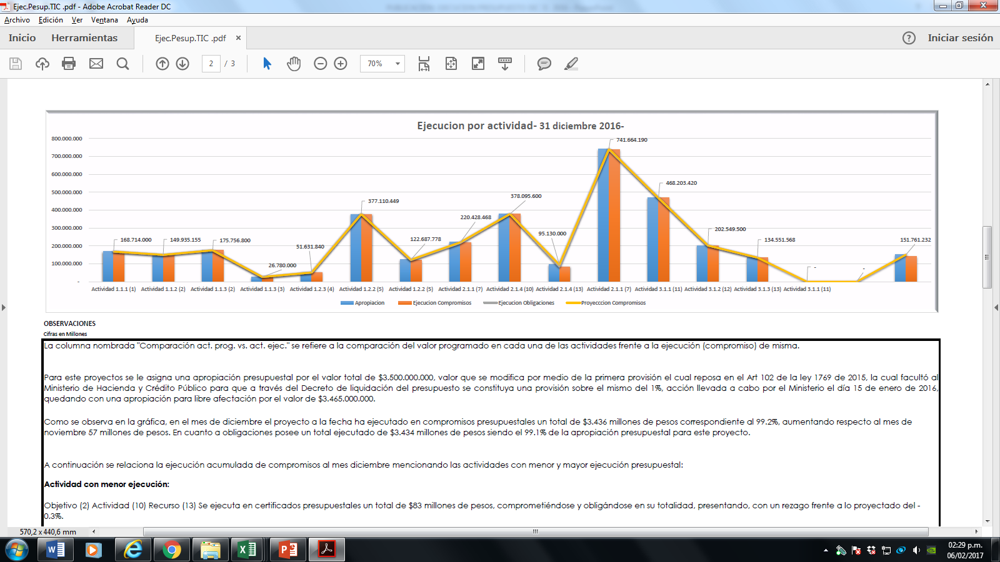 Ejec.Pesup.TIC .pdf - Adobe Acrobat Reader DC
Archivo Edición Ver Ventana Ayuda
Inicio Herramientas Ejec.Pesup.TIC .pdf × ? Iniciar sesión
2 / 3 70%
Ejecucion por actividad- 31 diciembre 2016-
800.000.000
700.000.000
600.000.000
500.000.000
400.000.000
300.000.000
200.000.000
100.000.000
-
168.714.000
149.935.155
175.756.800
26.780.000
51.631.840
377.110.449
122.687.778
220.428.468
378.095.600
95.130.000
741.664.190
468.203.420
202.549.500
134.551.568
-
-
151.761.232
Actividad 1.1.1 (1) Actividad 1.1.2 (2) Actividad 1.1.3 (2) Actividad 1.1.3 (3) Actividad 1.2.3 (4) Actividad 1.2.2 (5) Actividad 1.2.2 (5) Actividad 2.1.1 (7) Actividad 2.1.4 (10) Actividad 2.1.4 (13) Actividad 2.1.1 (7) Actividad 3.1.1 (11) Actividad 3.1.2 (12) Actividad 3.1.3 (13) Actividad 3.1.1 (11)
Apropiacion Ejecucion Compromisos Ejecucion Obligaciones Proyecccion Compromisos
OBSERVACIONES
Cifras en Millones
La columna nombrada "Comparación act. prog. vs. act. ejec." se refiere a la comparación del valor programado en cada una de las actividades frente a la ejecución (compromiso) de misma.
Para este proyectos se le asigna una apropiación presupuestal por el valor total de $3.500.000.000, valor que se modifica por medio de la primera provisión el cual reposa en el Art 102 de la ley 1769 de 2015, la cual facultó al
Ministerio de Hacienda y Crédito Público para que a través del Decreto de liquidación del presupuesto se constituya una provisión sobre el mismo del 1%, acción llevada a cabo por el Ministerio el día 15 de enero de 2016,
quedando con una apropiación para libre afectación por el valor de $3.465.000.000.
Como se observa en la gráfica, en el mes de diciembre el proyecto a la fecha ha ejecutado en compromisos presupuestales un total de $3.436 millones de pesos correspondiente al 99.2%, aumentando respecto al mes de
noviembre 57 millones de pesos. En cuanto a obligaciones posee un total ejecutado de $3.434 millones de pesos siendo el 99.1% de la apropiación presupuestal para este proyecto.
A continuación se relaciona la ejecución acumulada de compromisos al mes diciembre mencionando las actividades con menor y mayor ejecución presupuestal:
Actividad con menor ejecución:
Objetivo (2) Actividad (10) Recurso (13) Se ejecuta en certificados presupuestales un total de $83 millones de pesos, comprometiéndose y obligándose en su totalidad, presentando, con un rezago frente a lo proyectado del -
0.3%.
570,2 x 440,6 mm
02:29 p.m.
06/02/2017